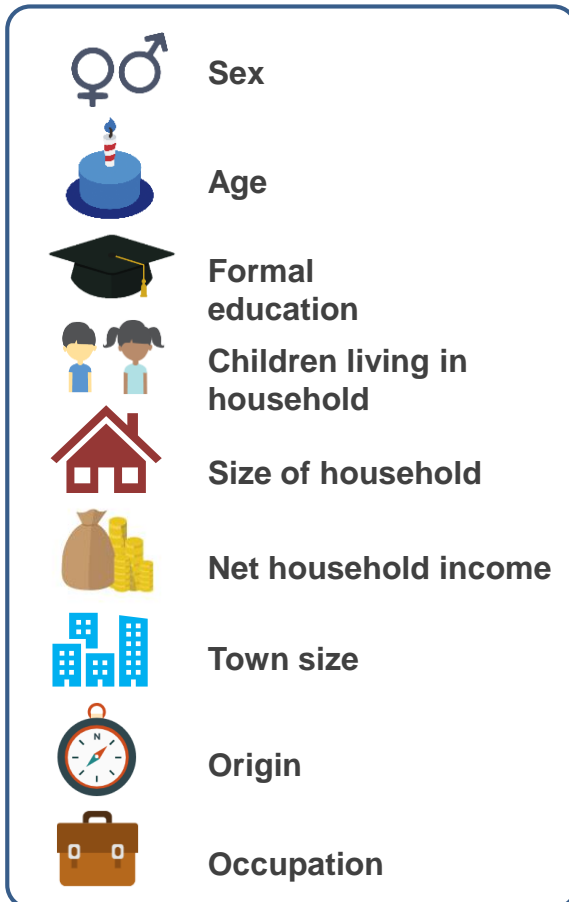 Sex
Age
Formal
education
Children living in
household
Size of household
Net household income
Town size
N
Origin
Occupation